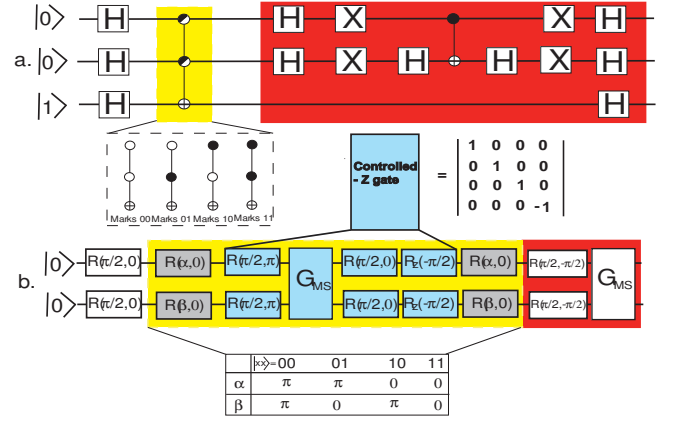 |0> H H X X H
a. |0> H H X H H X H
|1> H H
Marks 00 Marks 01 Marks 10 Marks 11
Controlled
- Z gate
=
1 0 0 0
0 1 0 0
0 0 1 0
0 0 0 -1
b.
|0> R(π/2,0) R(α,0) R(π/2,π) G_MS R(π/2,0) R_z(-π/2) R(α,0) R(π/2,-π/2) G_MS
|0> R(π/2,0) R(β,0) R(π/2,π) R(π/2,0) R_z(-π/2) R(β,0) R(π/2,-π/2)
|xx>=00 01 10 11
α π π 0 0
β π 0 π 0